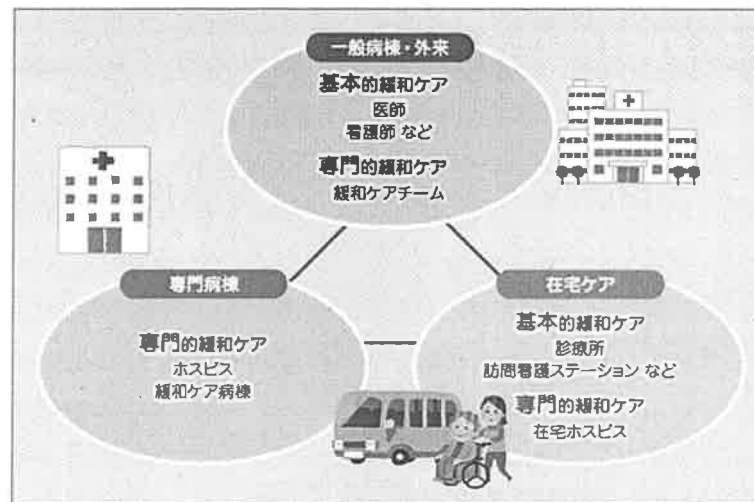 一般病棟・外来
基本的緩和ケア
医師
看護師 など
専門的緩和ケア
緩和ケアチーム
専門病棟
専門的緩和ケア
ホスピス
緩和ケア病棟
在宅ケア
基本的緩和ケア
診療所
訪問看護ステーション など
専門的緩和ケア
在宅ホスピス